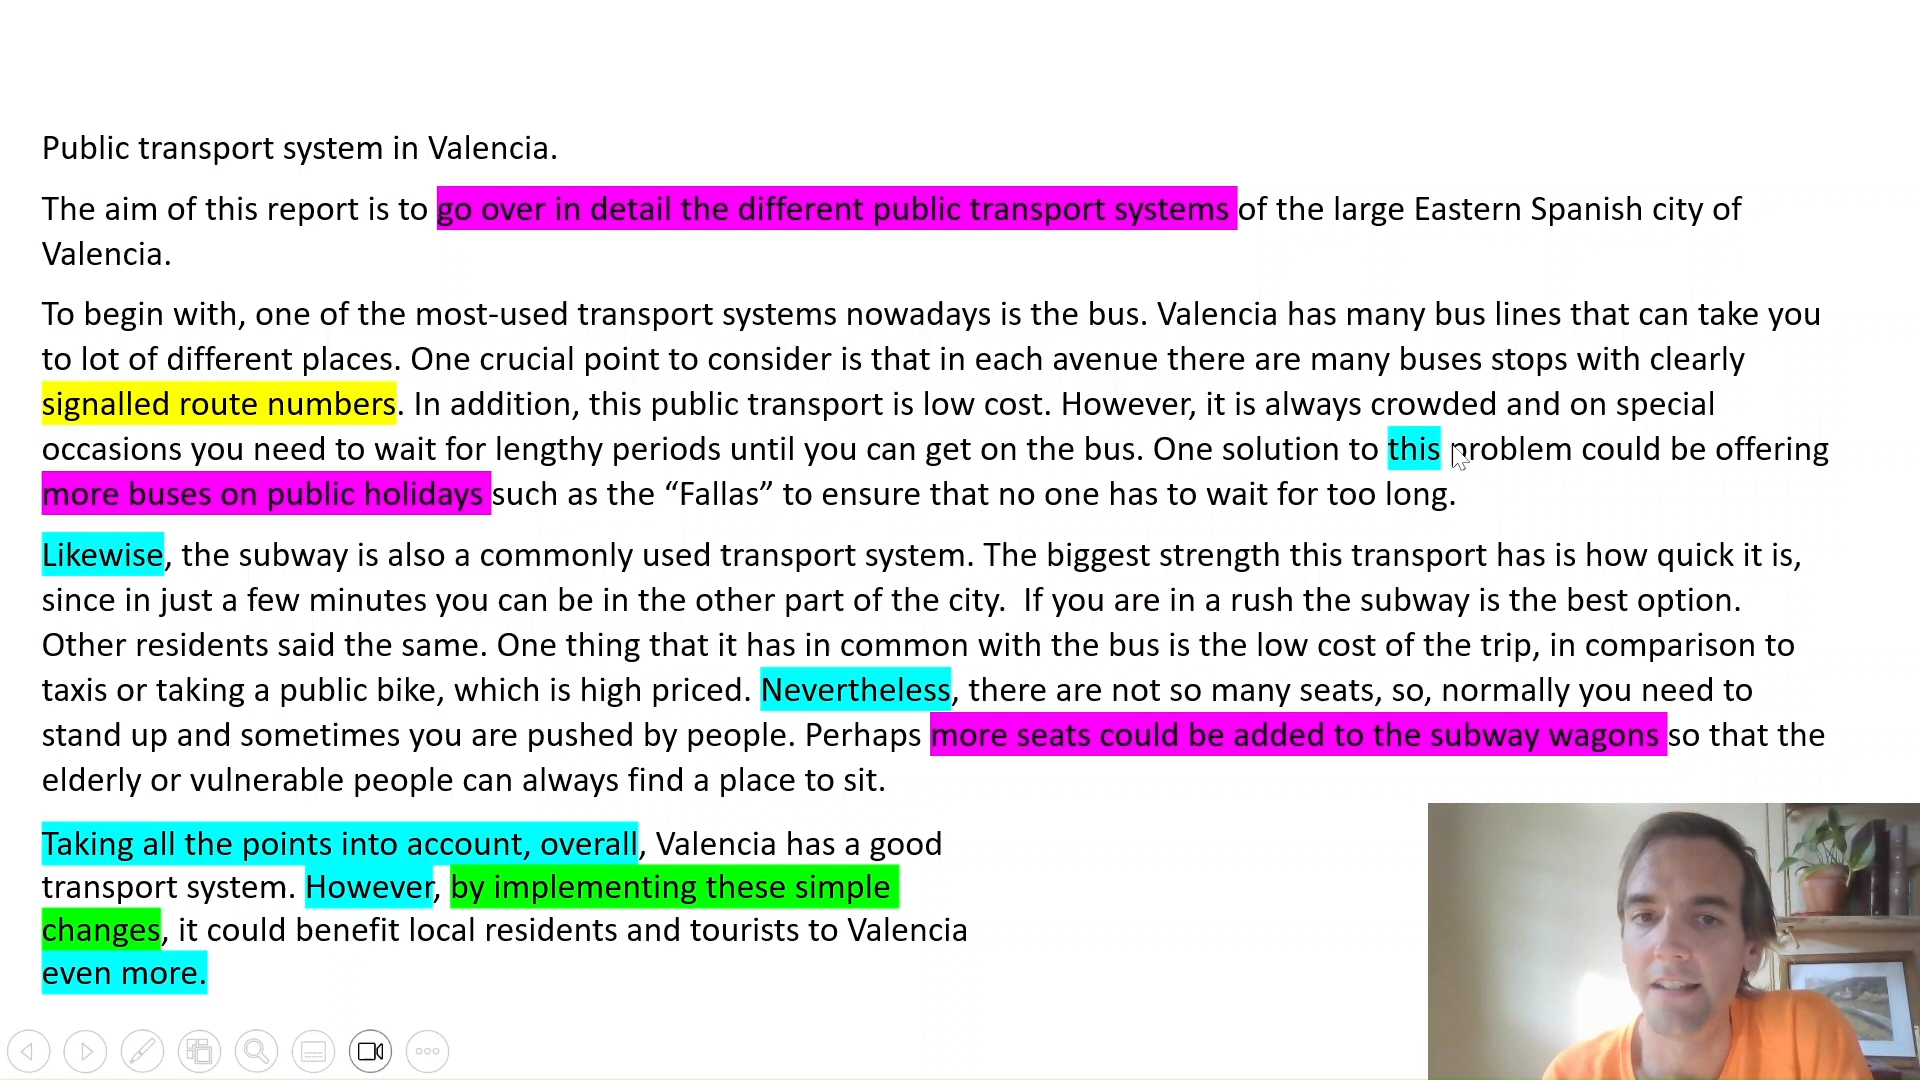 Public transport system in Valencia.
The aim of this report is to go over in detail the different public transport systems of the large Eastern Spanish city of
Valencia.
To begin with, one of the most-used transport systems nowadays is the bus. Valencia has many bus lines that can take you
to lot of different places. One crucial point to consider is that in each avenue there are many buses stops with clearly
signalled route numbers. In addition, this public transport is low cost. However, it is always crowded and on special
occasions you need to wait for lengthy periods until you can get on the bus. One solution to this problem could be offering
more buses on public holidays such as the “Fallas” to ensure that no one has to wait for too long.
Likewise, the subway is also a commonly used transport system. The biggest strength this transport has is how quick it is,
since in just a few minutes you can be in the other part of the city.  If you are in a rush the subway is the best option.
Other residents said the same. One thing that it has in common with the bus is the low cost of the trip, in comparison to
taxis or taking a public bike, which is high priced. Nevertheless, there are not so many seats, so, normally you need to
stand up and sometimes you are pushed by people. Perhaps more seats could be added to the subway wagons so that the
elderly or vulnerable people can always find a place to sit.
Taking all the points into account, overall, Valencia has a good
transport system. However, by implementing these simple
changes, it could benefit local residents and tourists to Valencia
even more.